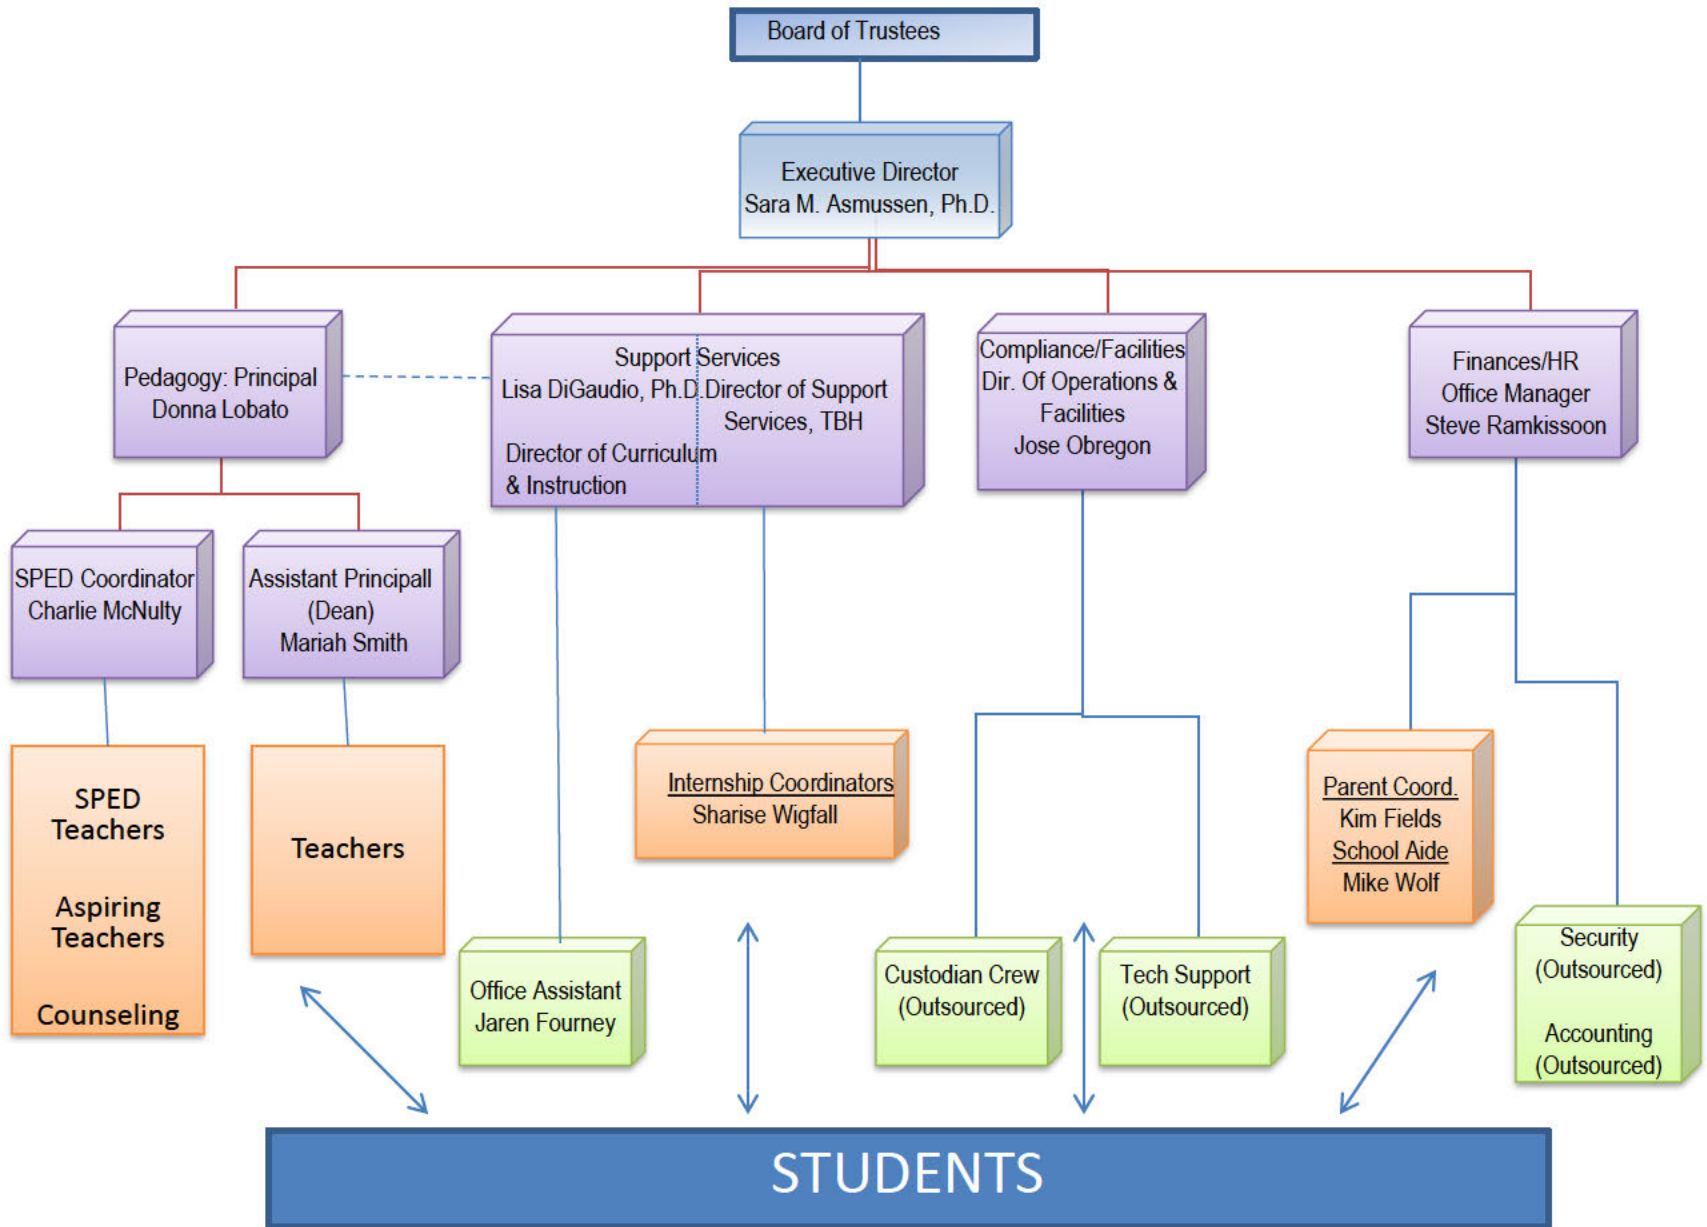 Board of Trustees
Executive Director
Sara M. Asmussen, Ph.D.
Pedagogy: Principal
Donna Lobato
Support Services
Lisa DiGaudio, Ph.D.Director of Support
Services, TBH
Director of Curriculum
& Instruction
Compliance/Facilities
Dir. Of Operations &
Facilities
Jose Obregon
Finances/HR
Office Manager
Steve Ramkissoon
SPED Coordinator
Charlie McNulty
Assistant Principall
(Dean)
Mariah Smith
SPED
Teachers
Aspiring
Teachers
Counseling
Teachers
Internship Coordinators
Sharise Wigfall
Parent Coord.
Kim Fields
School Aide
Mike Wolf
Office Assistant
Jaren Fourney
Custodian Crew
(Outsourced)
Tech Support
(Outsourced)
Security
(Outsourced)
Accounting
(Outsourced)
STUDENTS